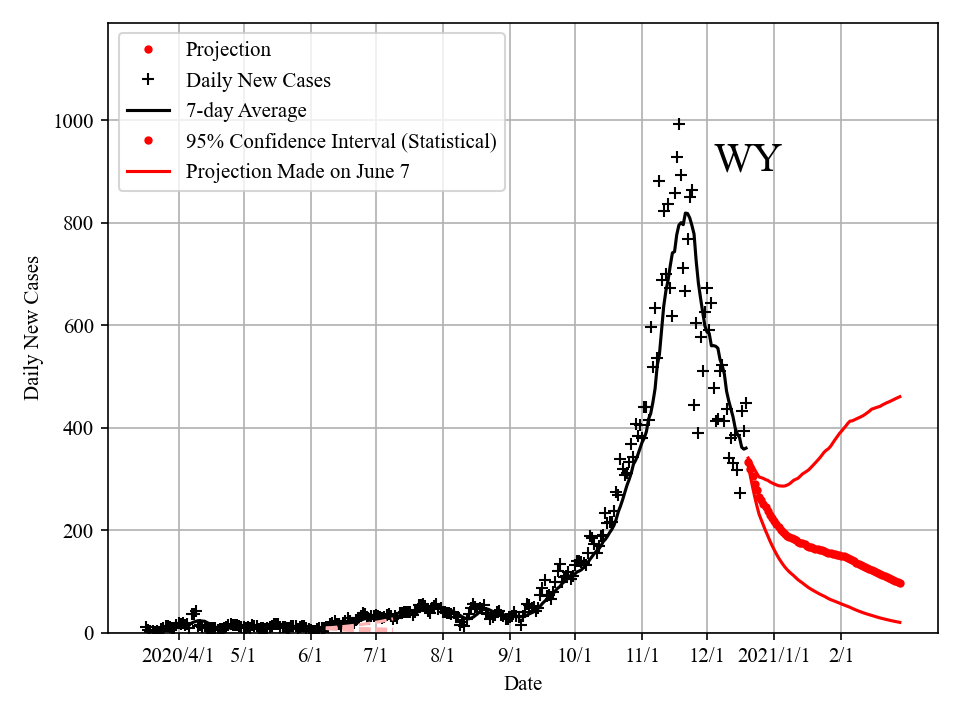 Projection
Daily New Cases
7-day Average
95% Confidence Interval (Statistical)
Projection Made on June 7
WY
1000
800
600
400
200
0
Daily New Cases
2020/4/1 5/1 6/1 7/1 8/1 9/1 10/1 11/1 12/1 2021/1/1 2/1
Date